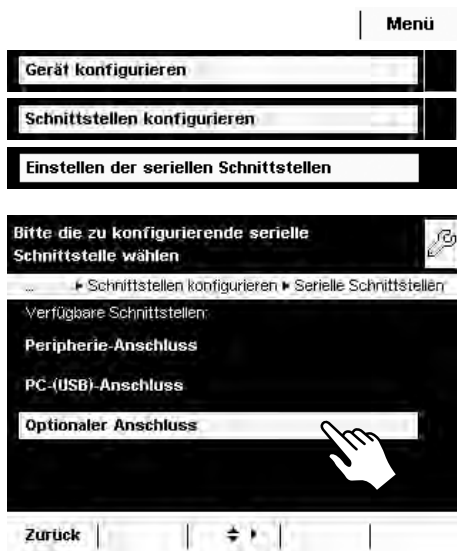 Menü
Gerät konfigurieren
Schnittstellen konfigurieren
Einstellen der seriellen Schnittstellen
Bitte die zu konfigurierende serielle
Schnittstelle wählen
... ▸ Schnittstellen konfigurieren ▸ Serielle Schnittstellen
Verfügbare Schnittstellen:
Peripherie-Anschluss
PC-(USB)-Anschluss
Optionaler Anschluss
Zurück